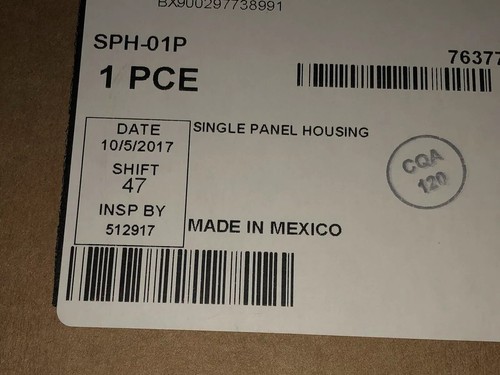 BX900297738991
SPH-01P
76377
1 PCE
DATE
10/5/2017
SHIFT
47
INSP BY
512917
SINGLE PANEL HOUSING
CQA
120
MADE IN MEXICO